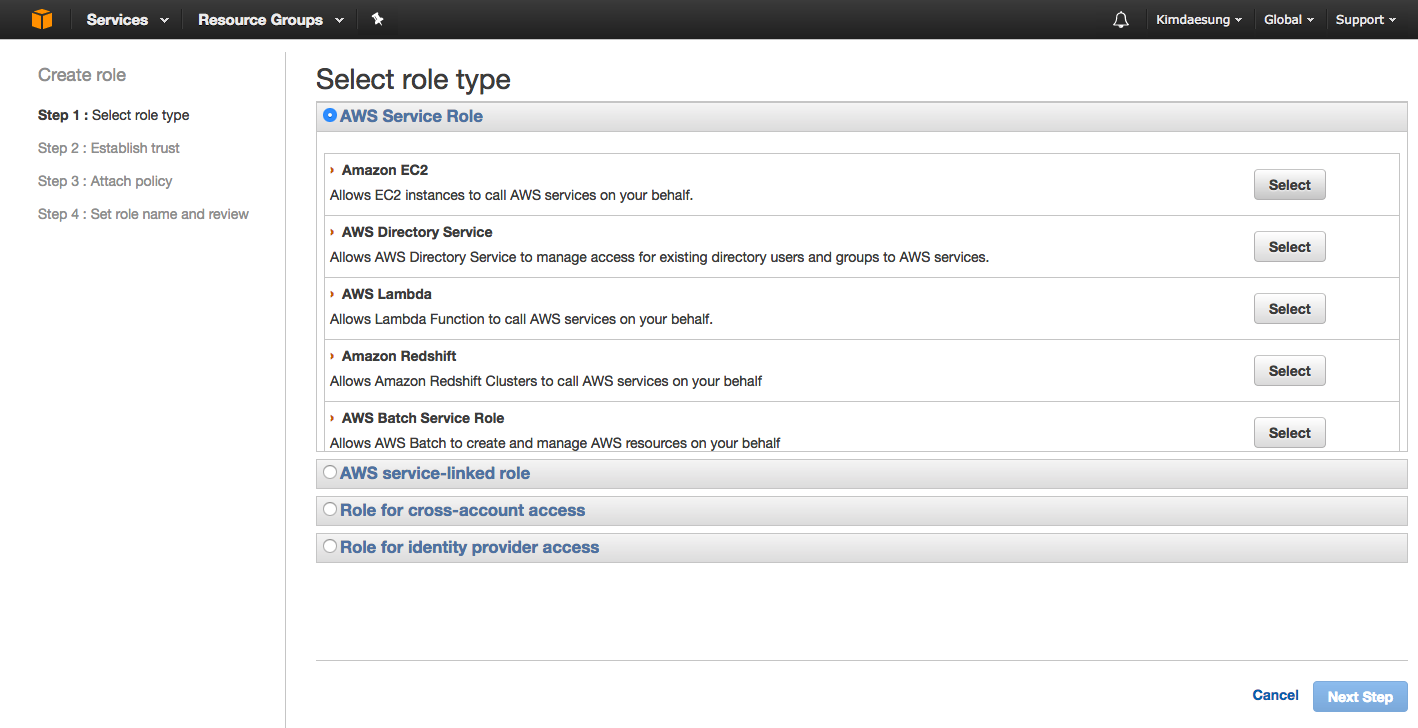 Services Resource Groups Kimdaesung Global Support
Create role
Step 1 : Select role type
Step 2 : Establish trust
Step 3 : Attach policy
Step 4 : Set role name and review
Select role type
AWS Service Role
Amazon EC2
Allows EC2 instances to call AWS services on your behalf.
Select
AWS Directory Service
Allows AWS Directory Service to manage access for existing directory users and groups to AWS services.
Select
AWS Lambda
Allows Lambda Function to call AWS services on your behalf.
Select
Amazon Redshift
Allows Amazon Redshift Clusters to call AWS services on your behalf
Select
AWS Batch Service Role
Allows AWS Batch to create and manage AWS resources on your behalf
Select
AWS service-linked role
Role for cross-account access
Role for identity provider access
Cancel Next Step